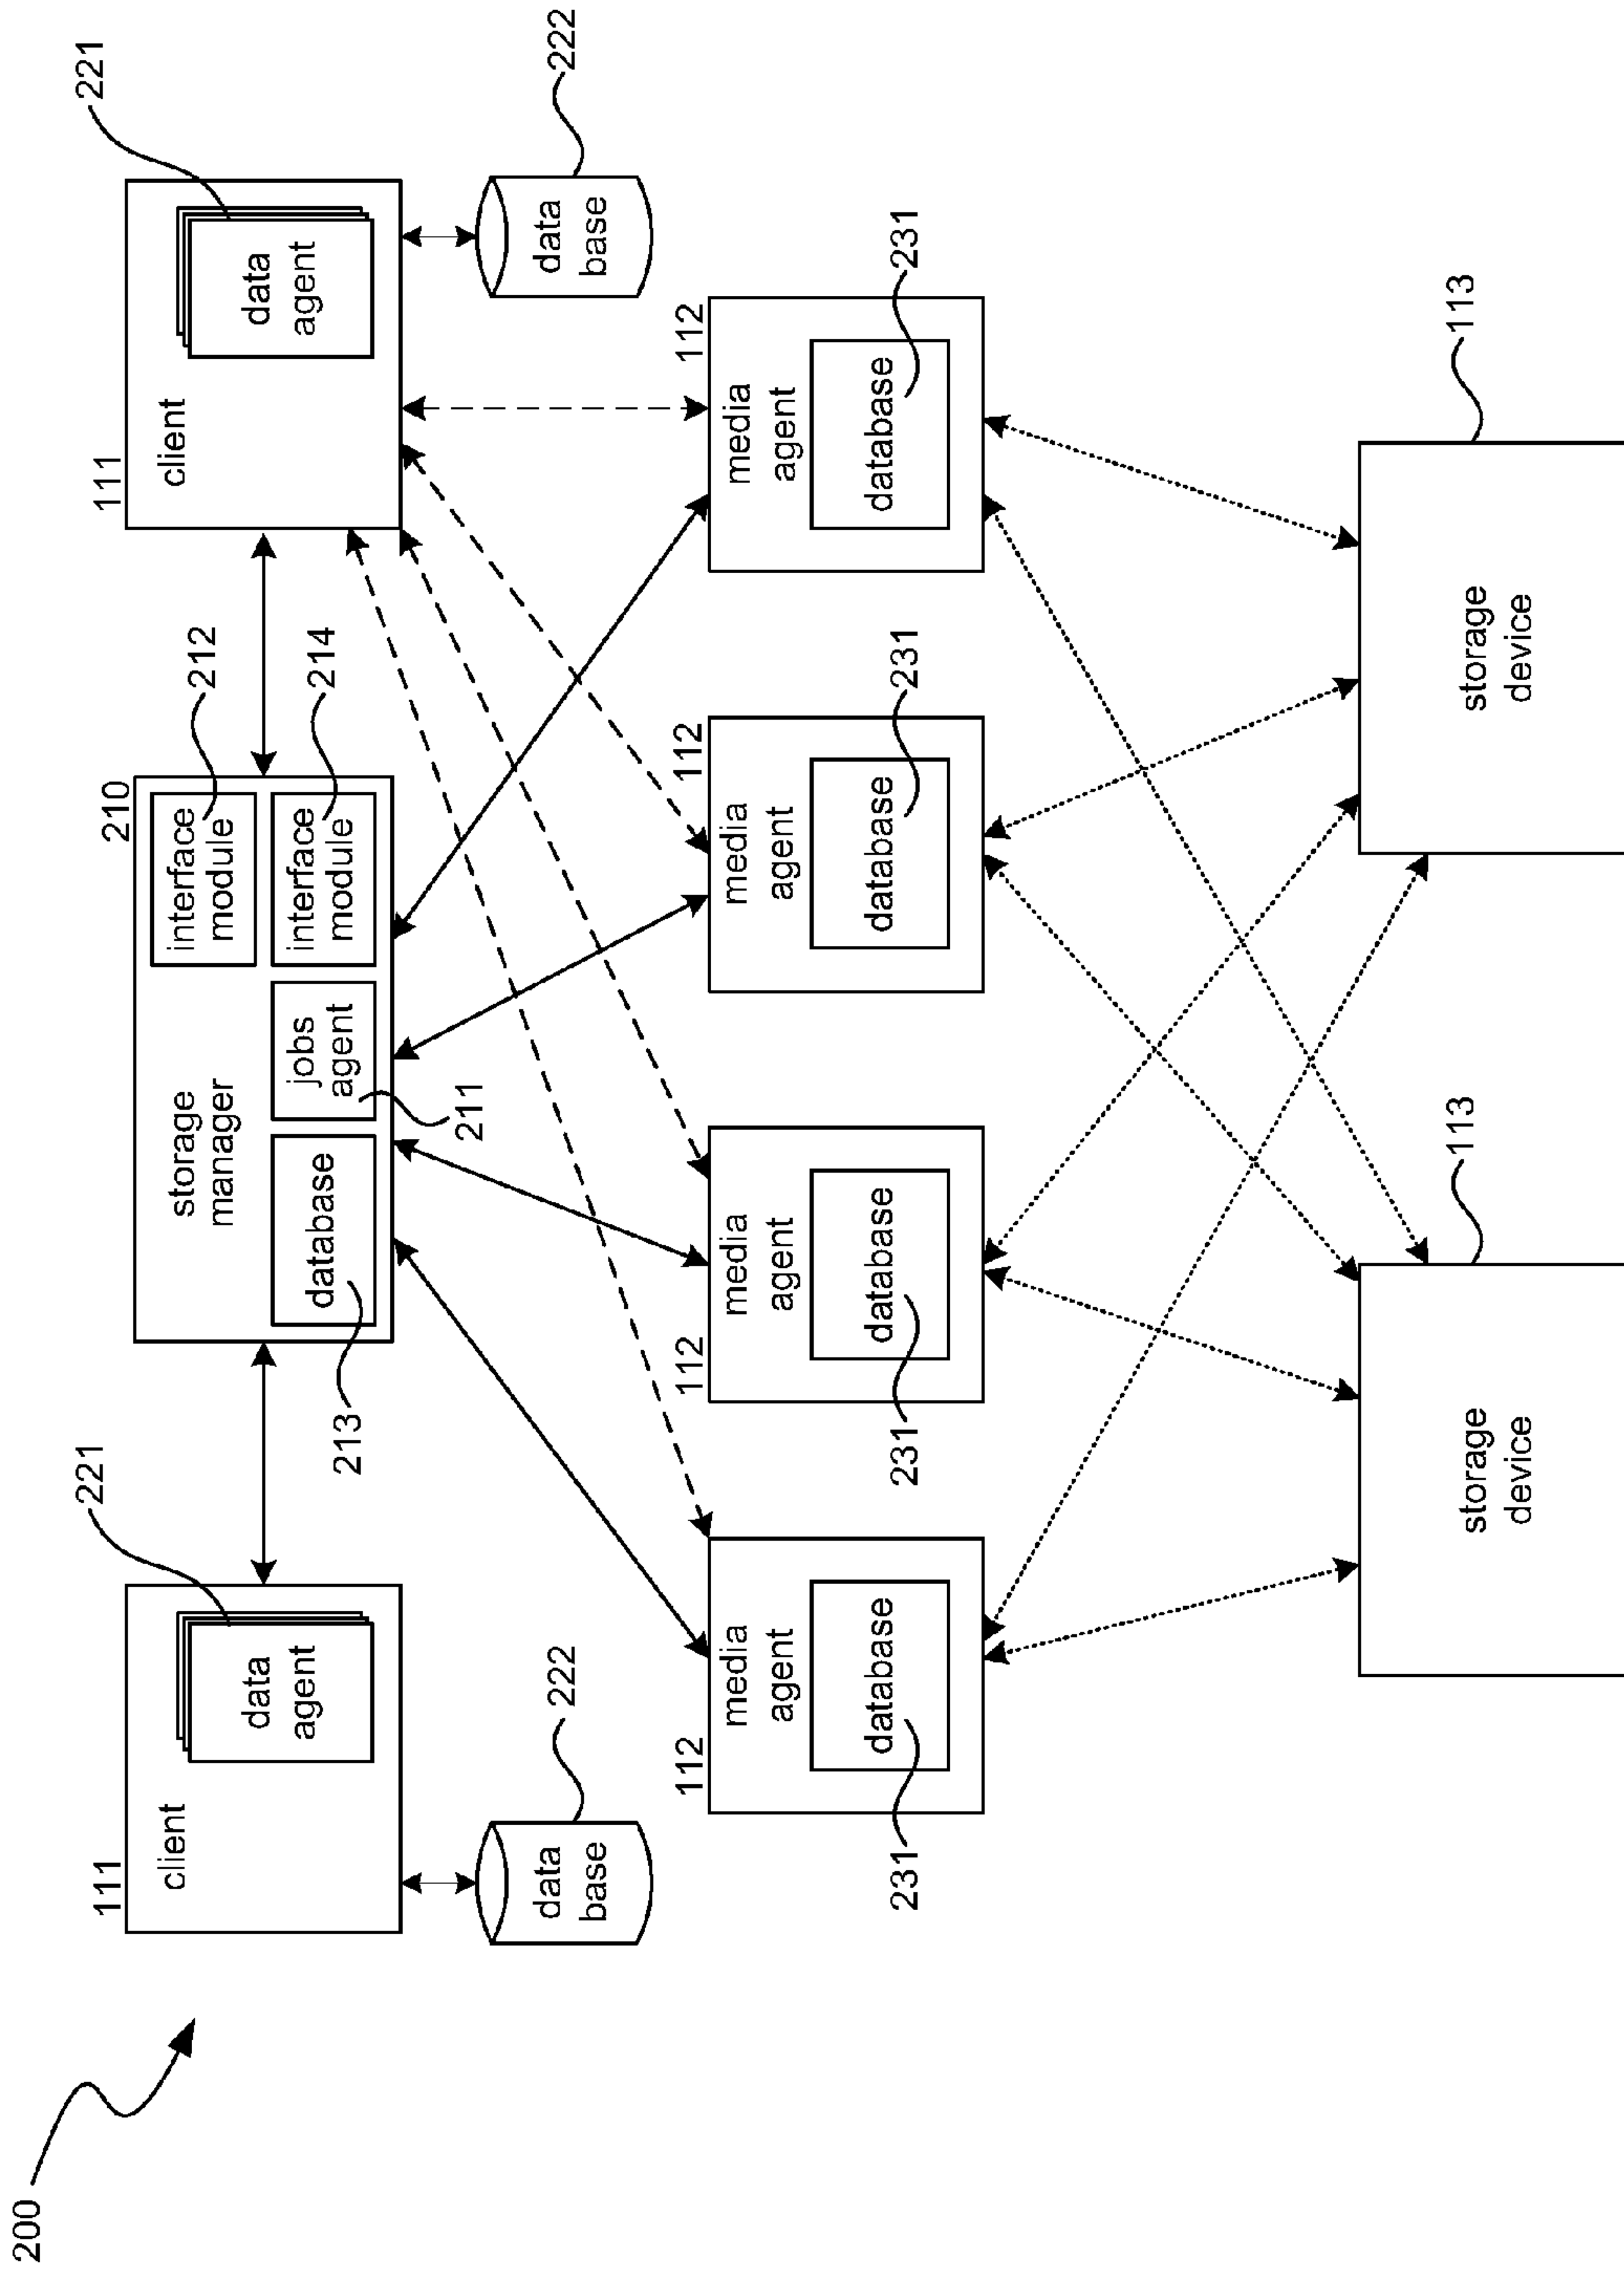 200
111
client
data
agent
221
data
base
222
210
storage
manager
database
213
jobs
agent
211
interface
module
212
interface
module
214
111
client
data
agent
221
data
base
222
112
media
agent
database
231
112
media
agent
database
231
112
media
agent
database
231
112
media
agent
database
231
storage
device
113
storage
device
113